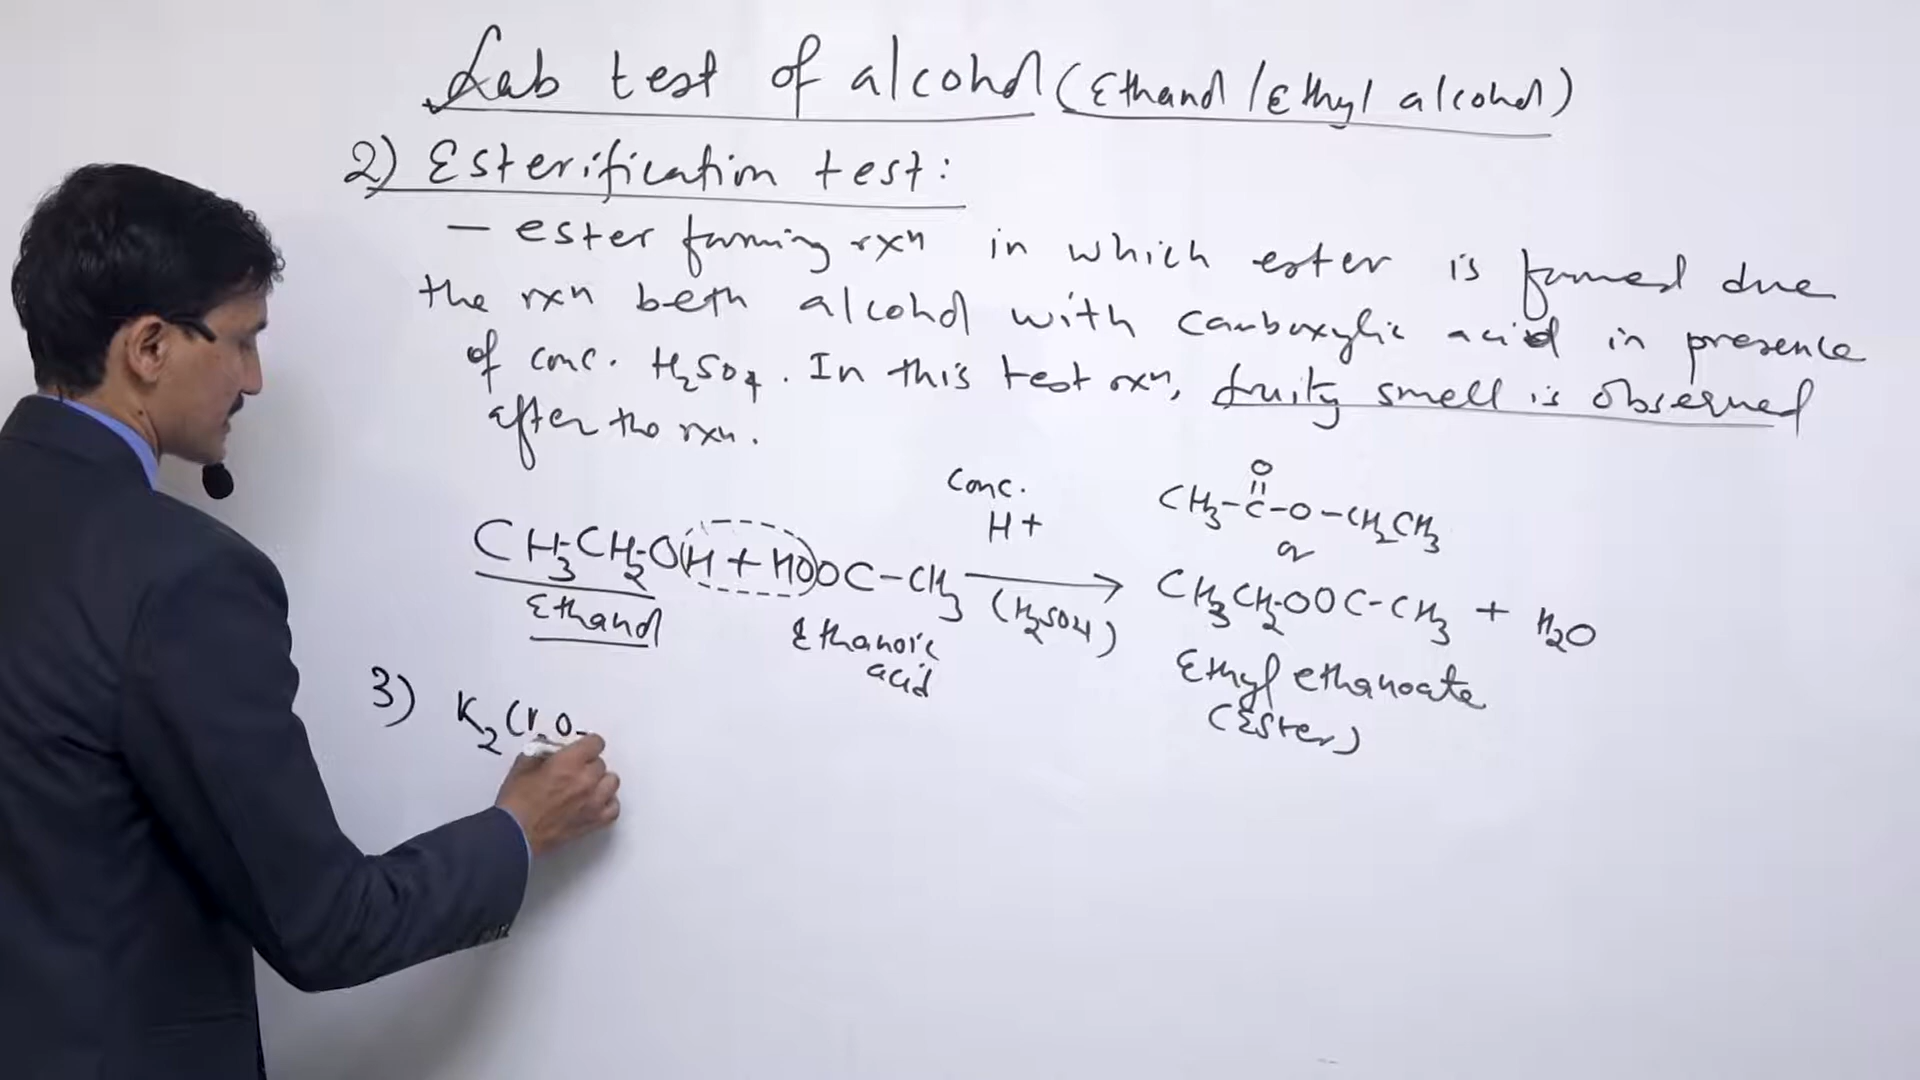 Lab test of alcohol (Ethanol / Ethyl alcohol)
2) Esterification test:
— ester forming rxⁿ in which ester is formed due
the rxⁿ betn alcohol with carboxylic acid in presence
of conc. H₂SO₄. In this test rxⁿ, fruity smell is observed
after the rxn.
CH₃-CH₂-OH + HOOC-CH₃
Ethanol
Ethanoic
acid
Conc.
H+
(H₂SO4)
O
||
CH₃-C-O-CH₂CH₃
or
CH₃CH₂-OOC-CH₃ + H₂O
Ethyl ethanoate
(Ester)
3) K₂Cr₂O₇